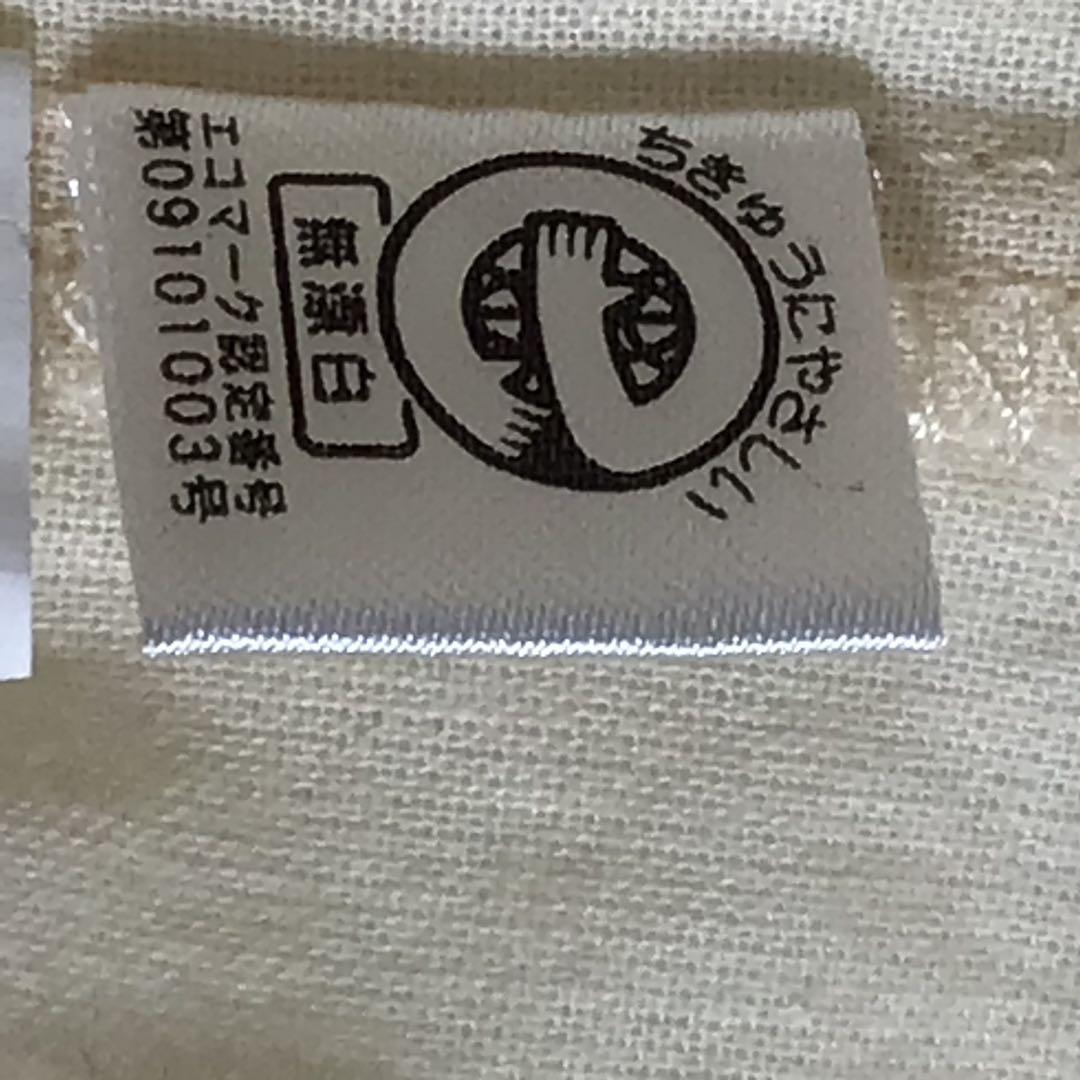 ちきゅうにやさしい
無漂白
エコマーク認定番号
第09101003号